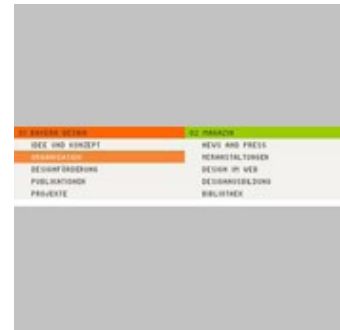 01 BAYERN DESIGN
IDEE UND KONZEPT
ORGANISATION
DESIGNFÖRDERUNG
PUBLIKATIONEN
PROJEKTE
02 MAGAZIN
NEWS AND PRESS
VERANSTALTUNGEN
DESIGN IM WEB
DESIGNAUSBILDUNG
BIBLIOTHEK